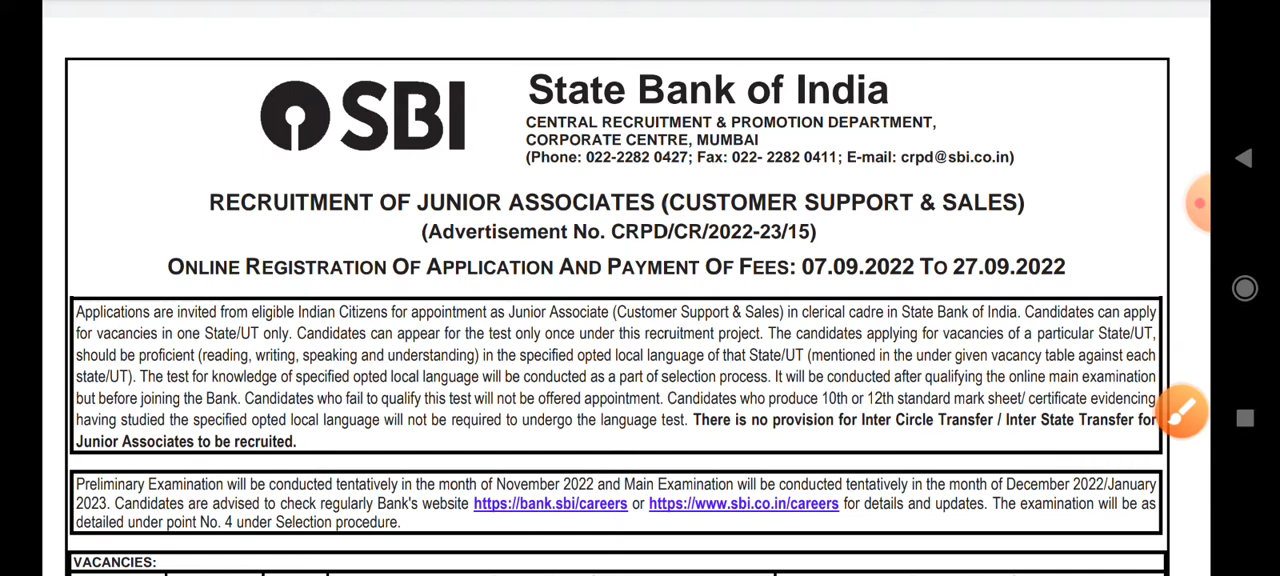 SBI
State Bank of India
CENTRAL RECRUITMENT & PROMOTION DEPARTMENT,
CORPORATE CENTRE, MUMBAI
(Phone: 022-2282 0427; Fax: 022- 2282 0411; E-mail: crpd@sbi.co.in)
RECRUITMENT OF JUNIOR ASSOCIATES (CUSTOMER SUPPORT & SALES)
(Advertisement No. CRPD/CR/2022-23/15)
ONLINE REGISTRATION OF APPLICATION AND PAYMENT OF FEES: 07.09.2022 TO 27.09.2022
Applications are invited from eligible Indian Citizens for appointment as Junior Associate (Customer Support & Sales) in clerical cadre in State Bank of India. Candidates can apply
for vacancies in one State/UT only. Candidates can appear for the test only once under this recruitment project. The candidates applying for vacancies of a particular State/UT,
should be proficient (reading, writing, speaking and understanding) in the specified opted local language of that State/UT (mentioned in the under given vacancy table against each
state/UT). The test for knowledge of specified opted local language will be conducted as a part of selection process. It will be conducted after qualifying the online main examination
but before joining the Bank. Candidates who fail to qualify this test will not be offered appointment. Candidates who produce 10th or 12th standard mark sheet/ certificate evidencing
having studied the specified opted local language will not be required to undergo the language test. There is no provision for Inter Circle Transfer / Inter State Transfer for
Junior Associates to be recruited.
Preliminary Examination will be conducted tentatively in the month of November 2022 and Main Examination will be conducted tentatively in the month of December 2022/January
2023. Candidates are advised to check regularly Bank's website https://bank.sbi/careers or https://www.sbi.co.in/careers for details and updates. The examination will be as
detailed under point No. 4 under Selection procedure.
VACANCIES: